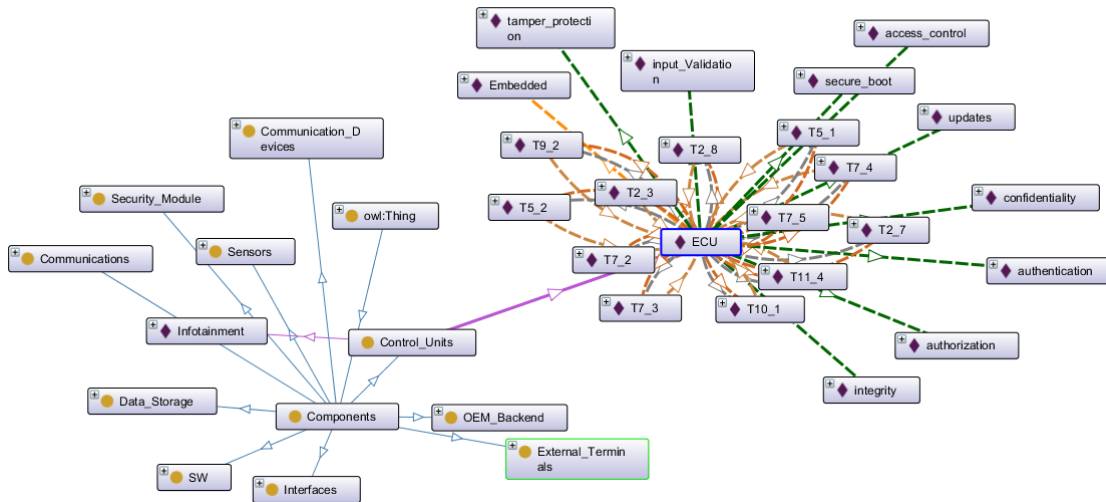 tamper_protecti
on
access_control
input_Validatio
n
Embedded
secure_boot
updates
T9_2
T2_8
T5_1
T7_4
Communication_D
evices
T2_3
Security_Module
T5_2
confidentiality
owl:Thing
T7_5
T2_7
Sensors
ECU
Communications
T7_2
authentication
T11_4
T7_3
T10_1
Infotainment
Control_Units
authorization
integrity
Data_Storage
Components
OEM_Backend
External_Termi
nals
SW
Interfaces